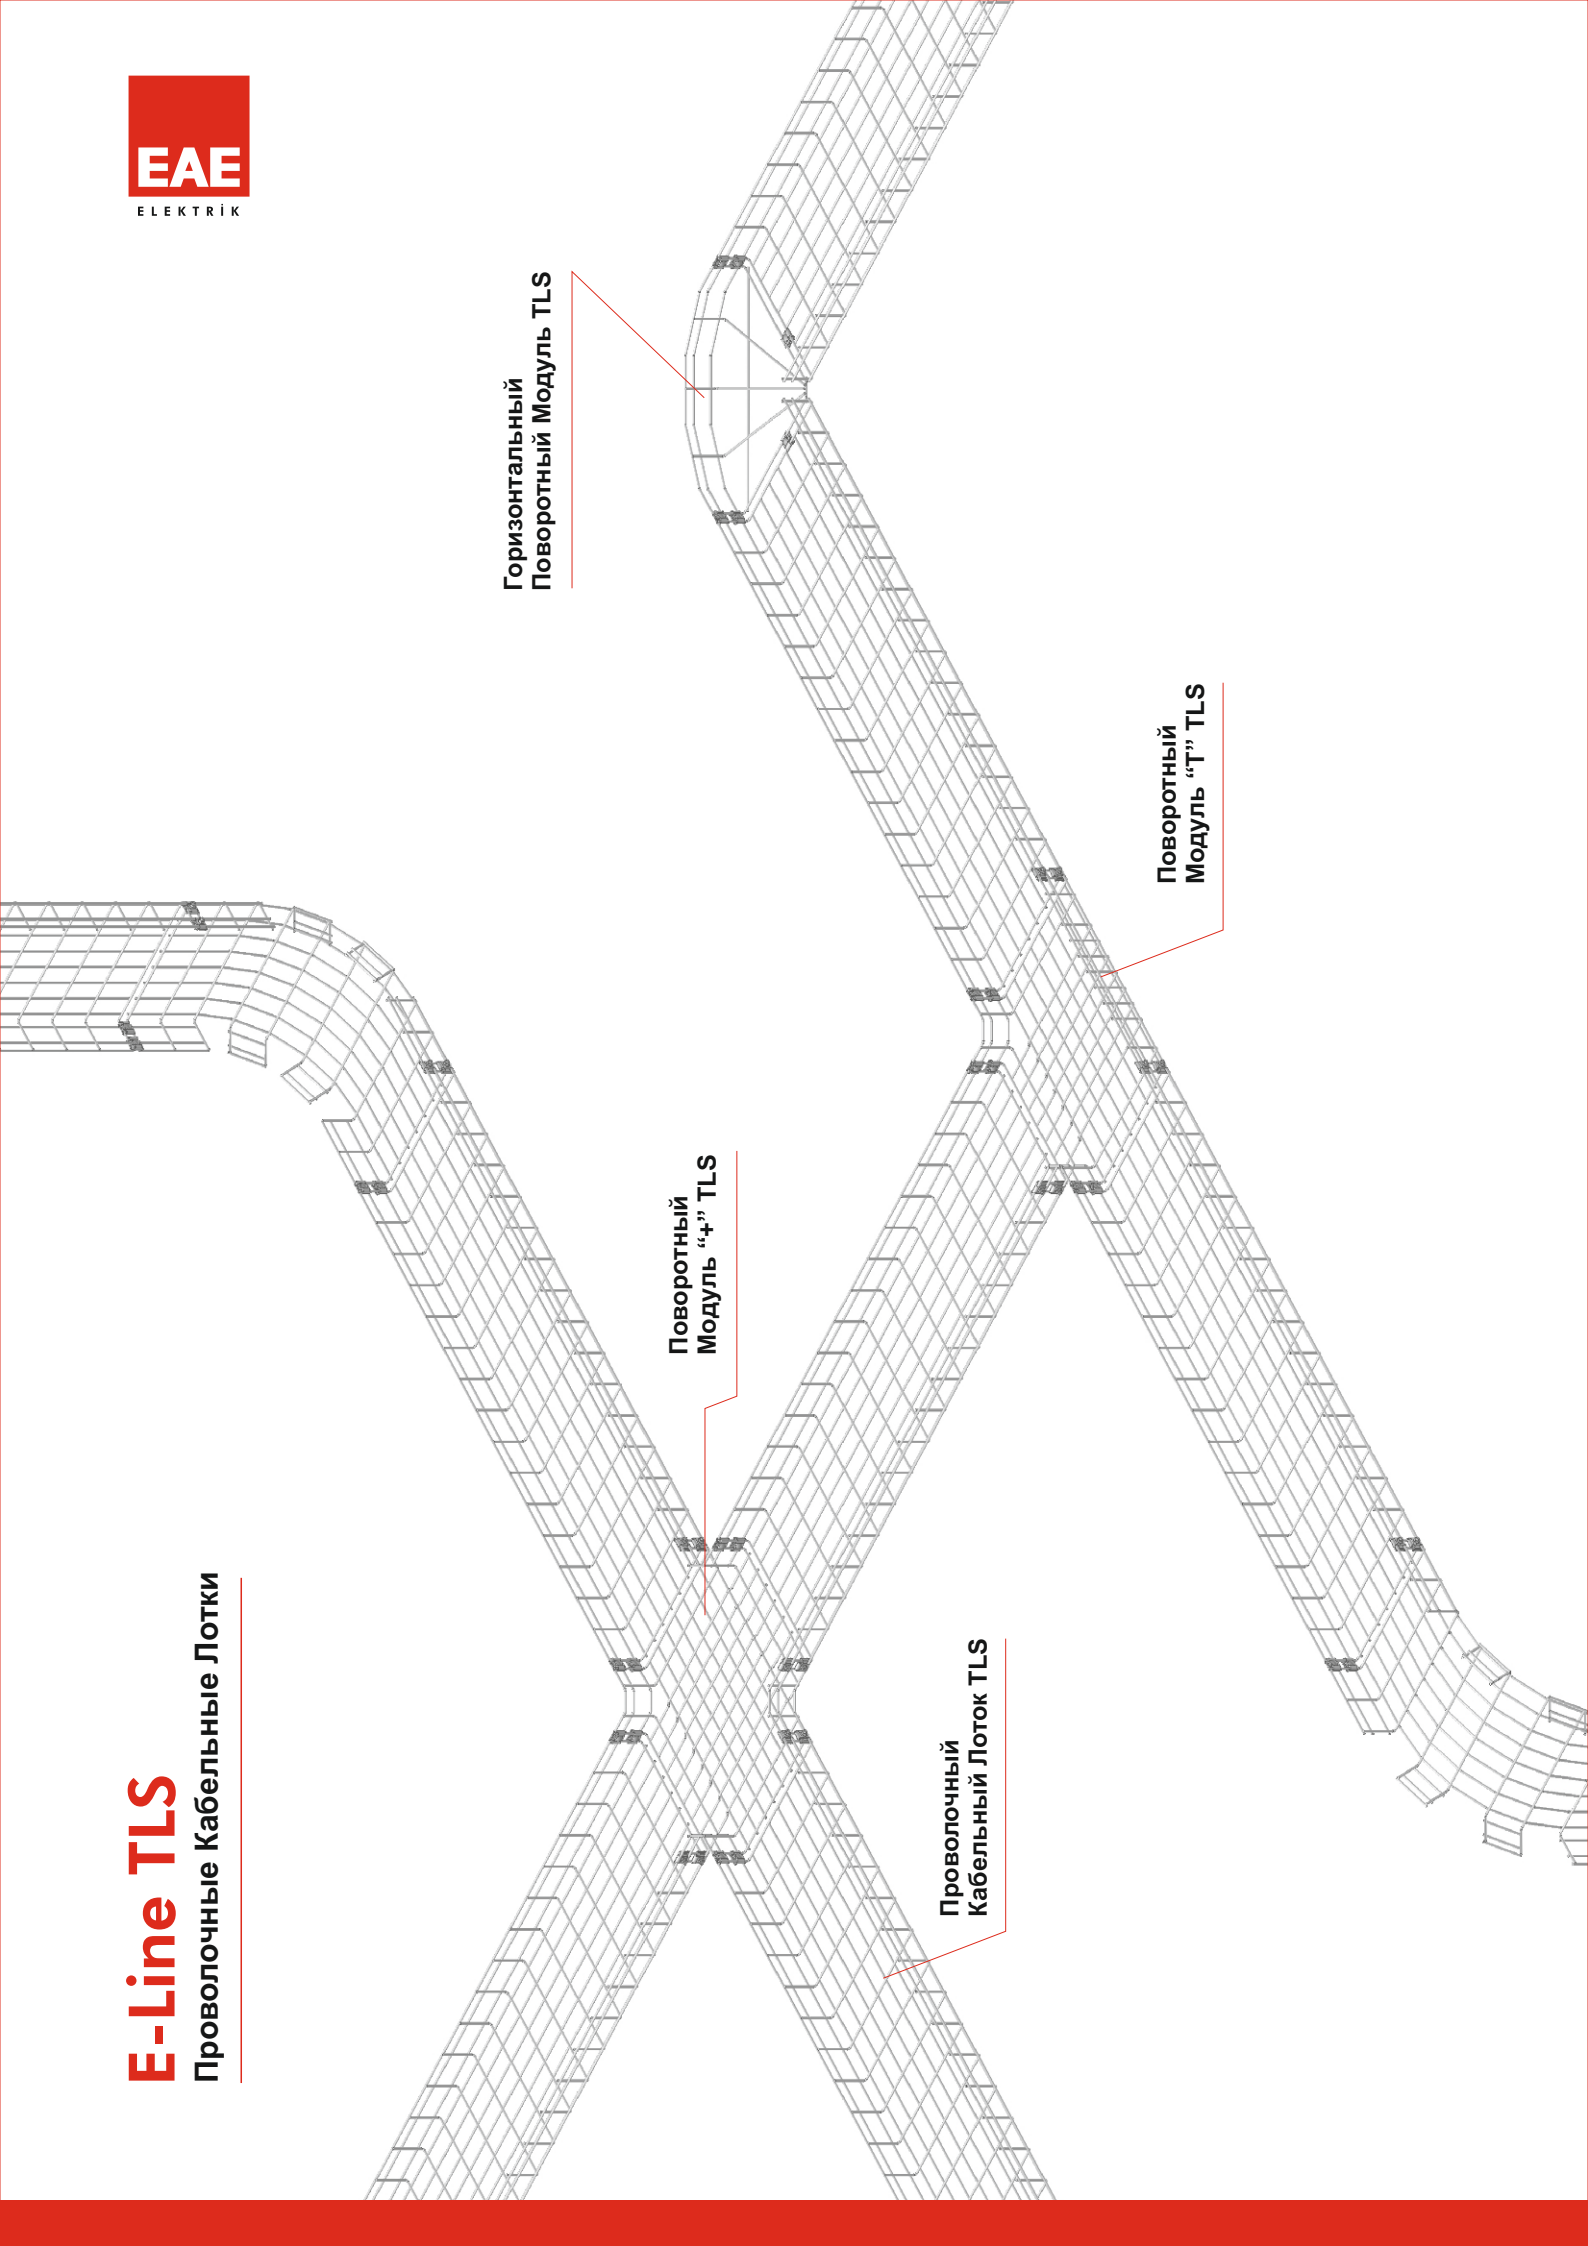 EAE
ELEKTRİK
E-Line TLS
Проволочные Кабельные Лотки
Горизонтальный
Поворотный Модуль TLS
Поворотный
Модуль “+” TLS
Проволочный
Кабельный Лоток TLS
Поворотный
Модуль “T” TLS